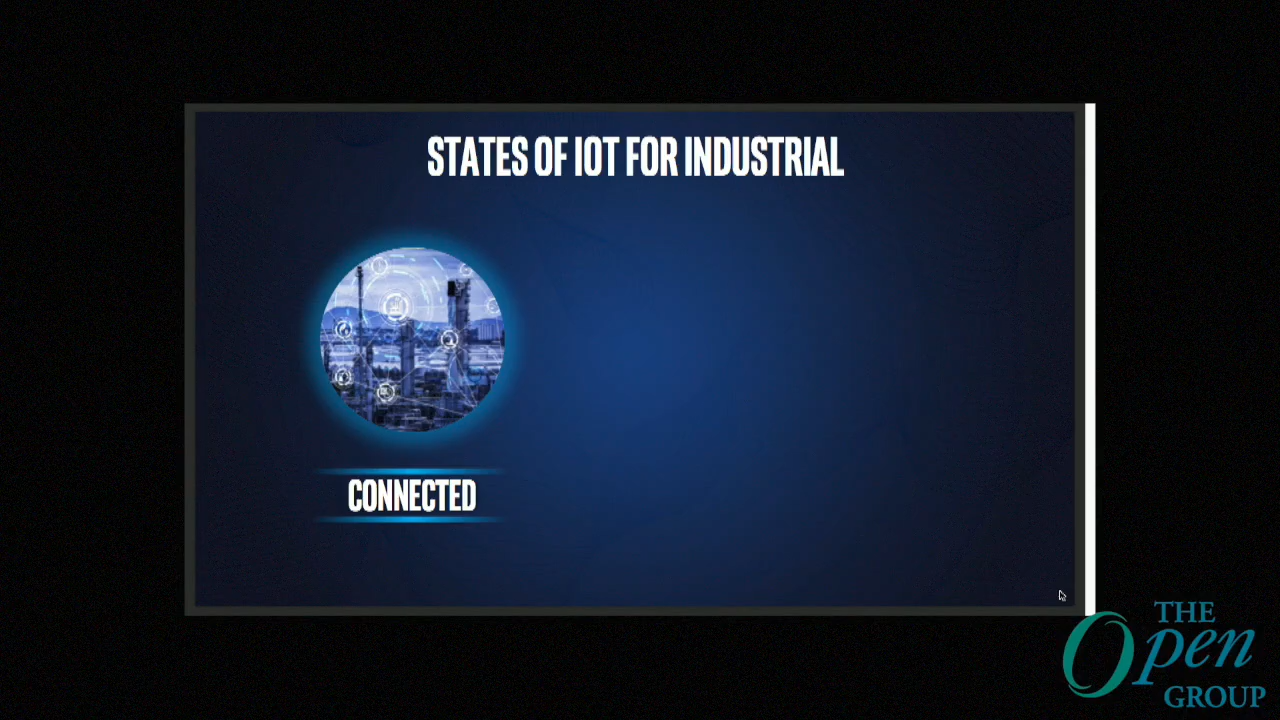 STATES OF IOT FOR INDUSTRIAL
CONNECTED
THE
Open
GROUP